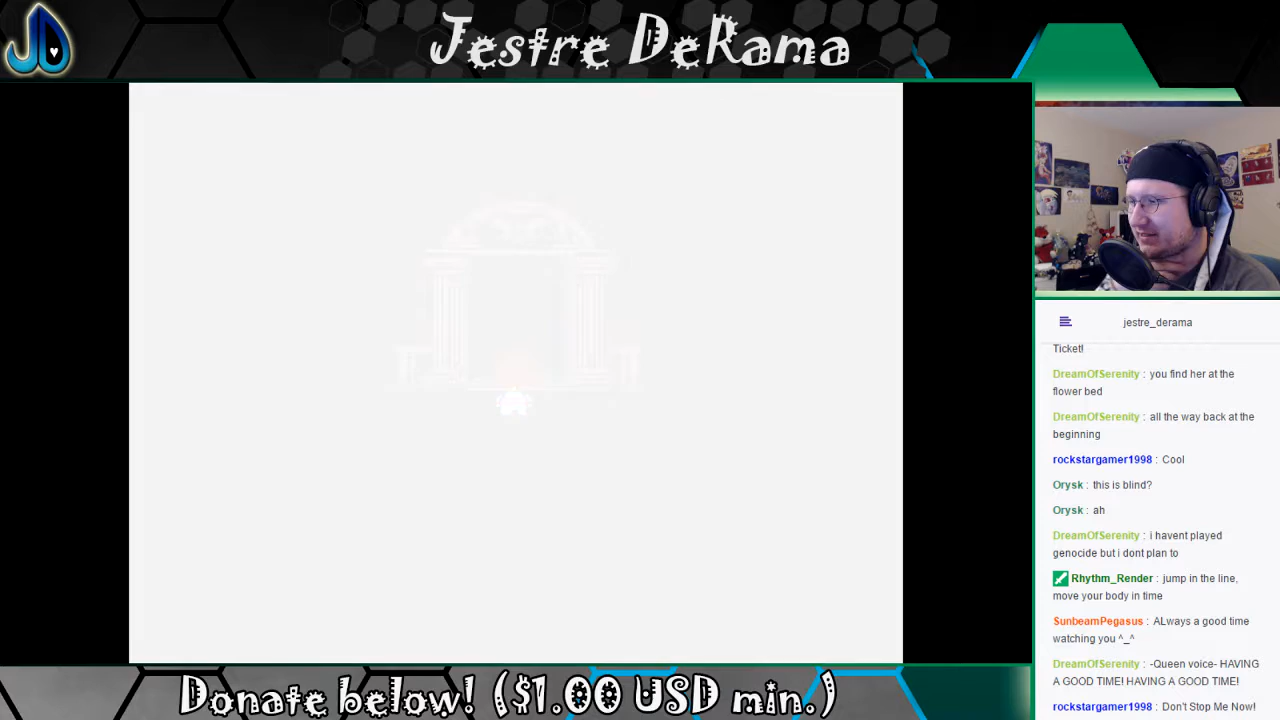 JD
Jestre DeRama
jestre_derama
Ticket!
DreamOfSerenity : you find her at the
flower bed
DreamOfSerenity : all the way back at the
beginning
rockstargamer1998 : Cool
Orysk : this is blind?
Orysk : ah
DreamOfSerenity : i havent played
genocide but i dont plan to
Rhythm_Render : jump in the line,
move your body in time
SunbeamPegasus : ALways a good time
watching you ^_^
DreamOfSerenity : -Queen voice- HAVING
A GOOD TIME! HAVING A GOOD TIME!
rockstargamer1998 : Don't Stop Me Now!
Donate below! ($1.00 USD min.)